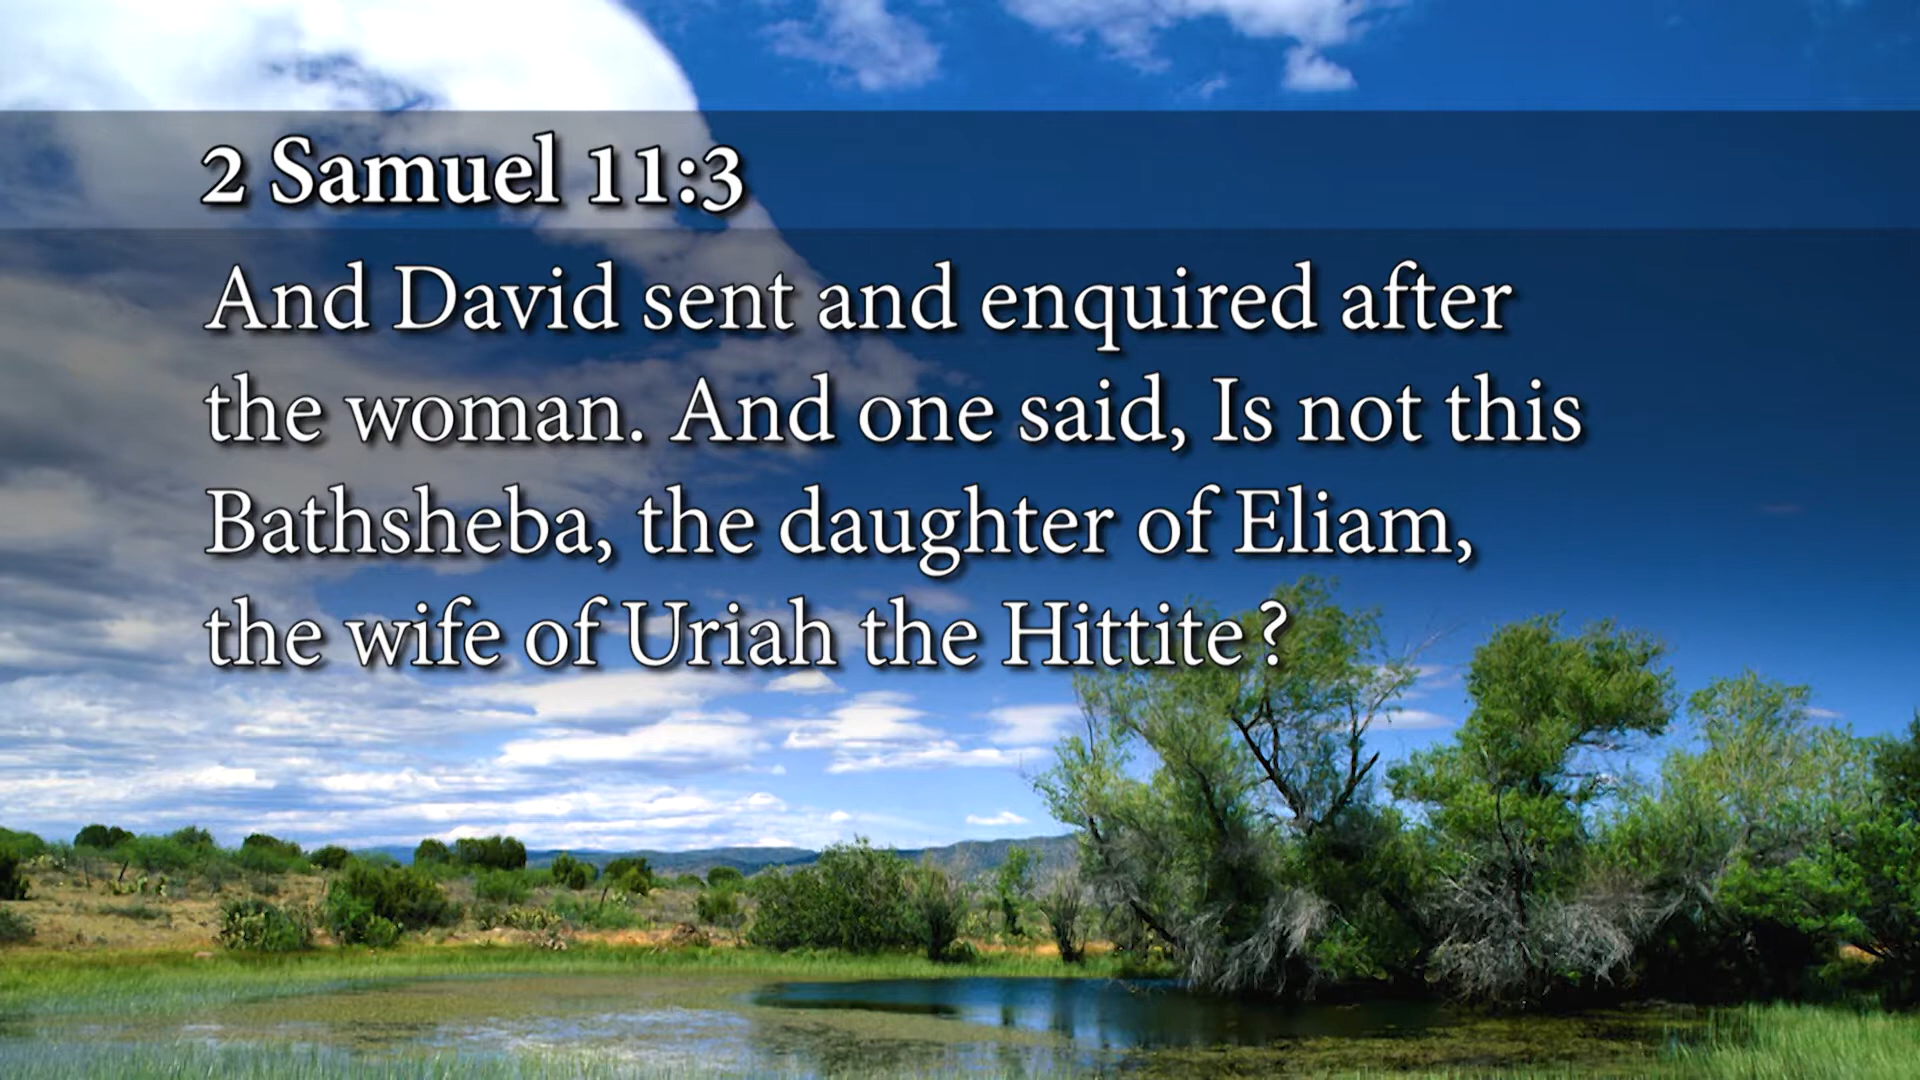 2 Samuel 11:3
And David sent and enquired after
the woman. And one said, Is not this
Bathsheba, the daughter of Eliam,
the wife of Uriah the Hittite?